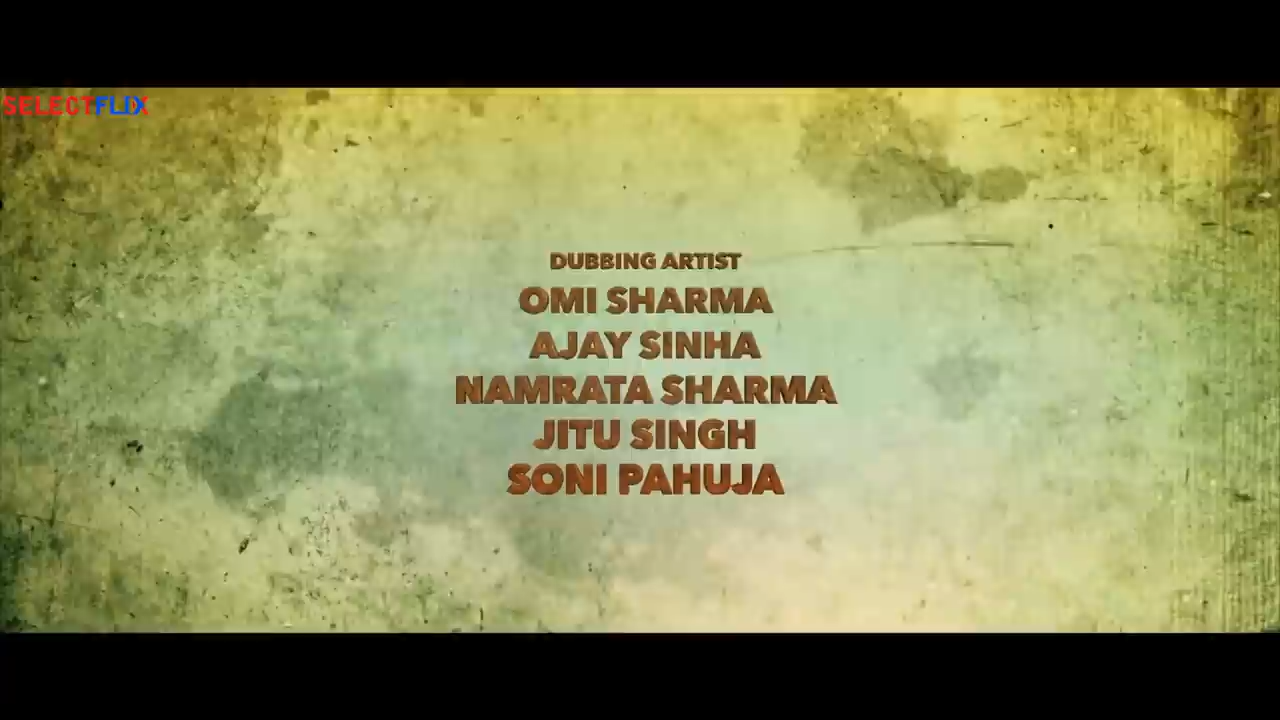 SELECTFLIX
DUBBING ARTIST
OMI SHARMA
AJAY SINHA
NAMRATA SHARMA
JITU SINGH
SONI PAHUJA